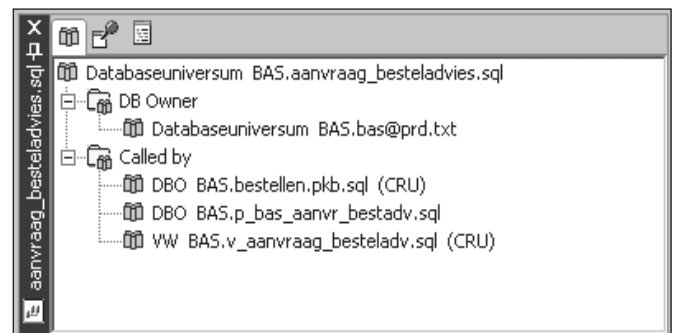 aanvraag_besteladvies.sql
Databaseuniversum BAS.aanvraag_besteladvies.sql
DB Owner
Databaseuniversum BAS.bas@prd.txt
Called by
DBO BAS.bestellen.pkb.sql (CRU)
DBO BAS.p_bas_aanvr_bestadv.sql
VW BAS.v_aanvraag_besteladv.sql (CRU)